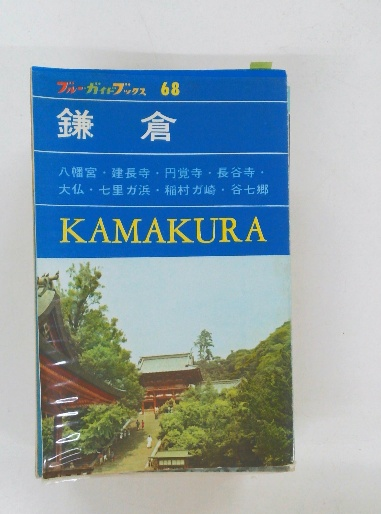 ブルー・ガイドブックス 68
鎌倉
八幡宮・建長寺・円覚寺・長谷寺・
大仏・七里ガ浜・稲村ガ崎・谷七郷
KAMAKURA